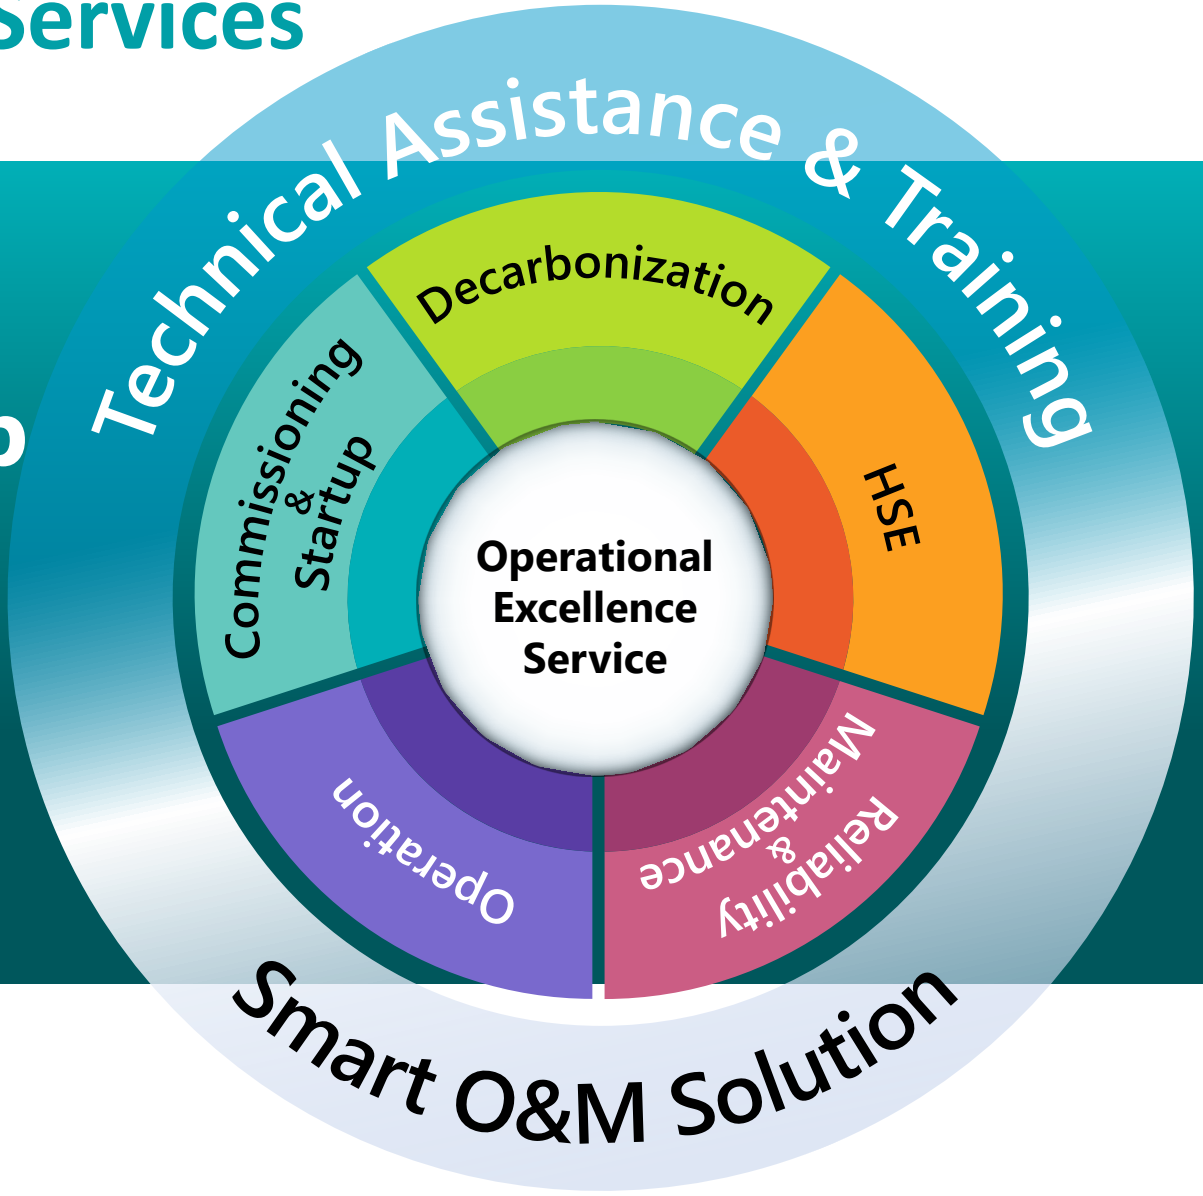 Services
Technical Assistance & Training
Decarbonization
Commissioning
&
Startup
HSE
Operational
Excellence
Service
Operation
Reliability
&
Maintenance
Smart O&M Solution